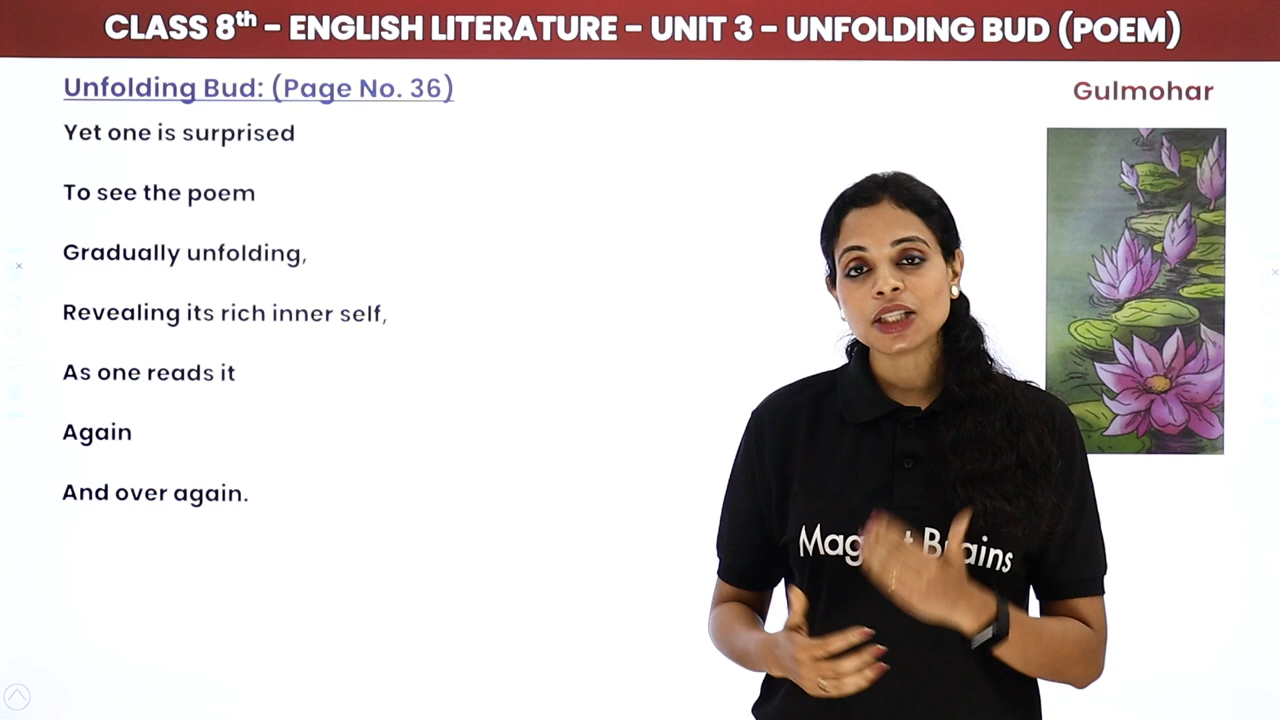 CLASS 8th – ENGLISH LITERATURE – UNIT 3 – UNFOLDING BUD (POEM)
Unfolding Bud: (Page No. 36)
Gulmohar
Yet one is surprised
To see the poem
Gradually unfolding,
Revealing its rich inner self,
As one reads it
Again
And over again.